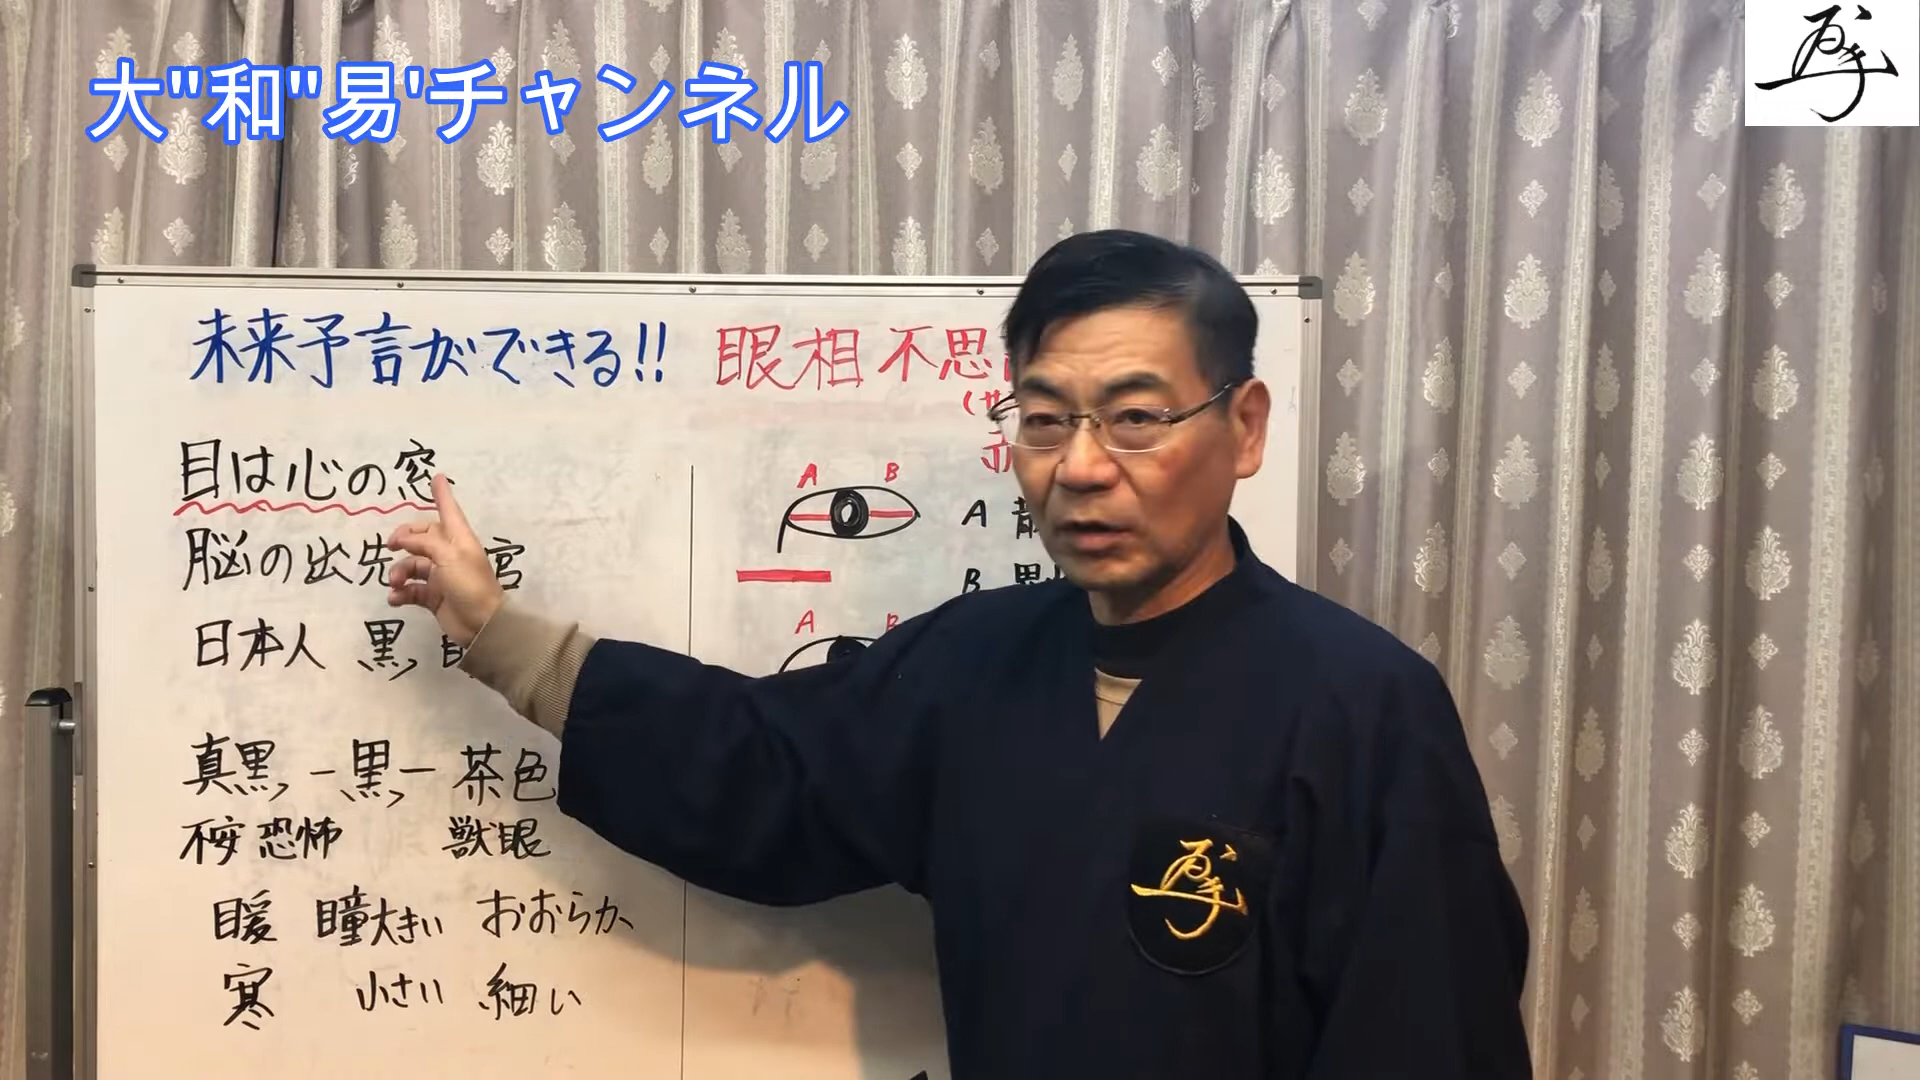 大"和"易'チャンネル
未来予言ができる!! 眼相不思
目は心の窓
脳の出先 官
日本人 黒
真黒 - 黒 - 茶色
不安 恐怖 獣眼
暖 瞳大きい おおらか
寒 小さい 細い
A B
A
B
A B